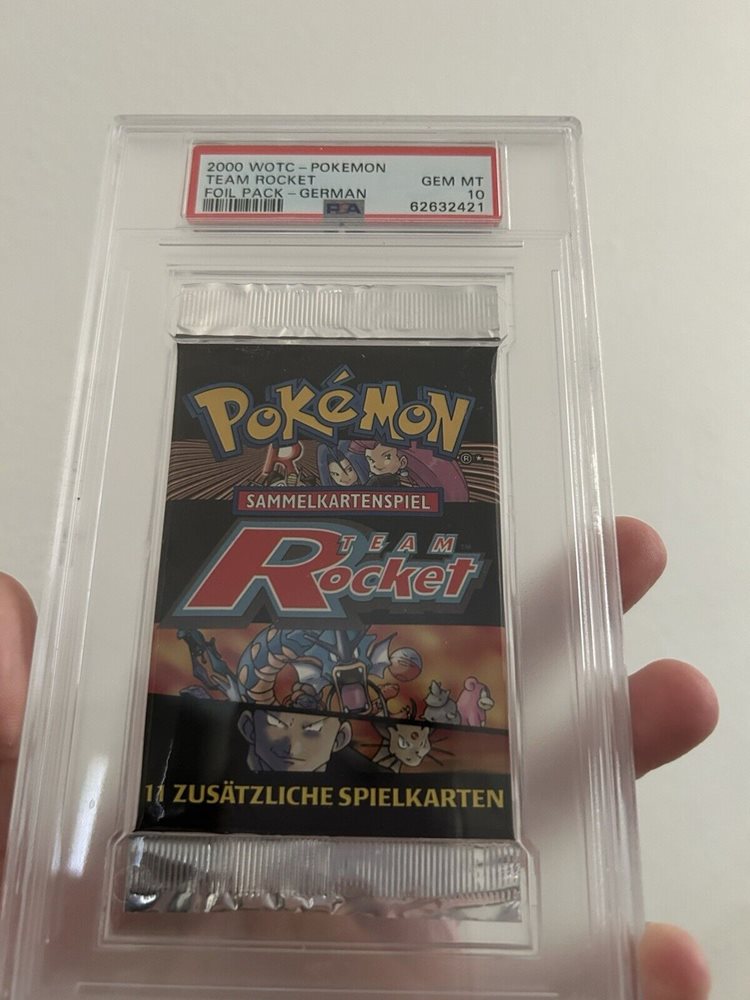 2000 WOTC-POKEMON
TEAM ROCKET GEM MT
FOIL PACK-GERMAN 10
PSA 62632421
POKéMON
®
R
SAMMELKARTENSPIEL
TEAM
Rocket
11 ZUSÄTZLICHE SPIELKARTEN